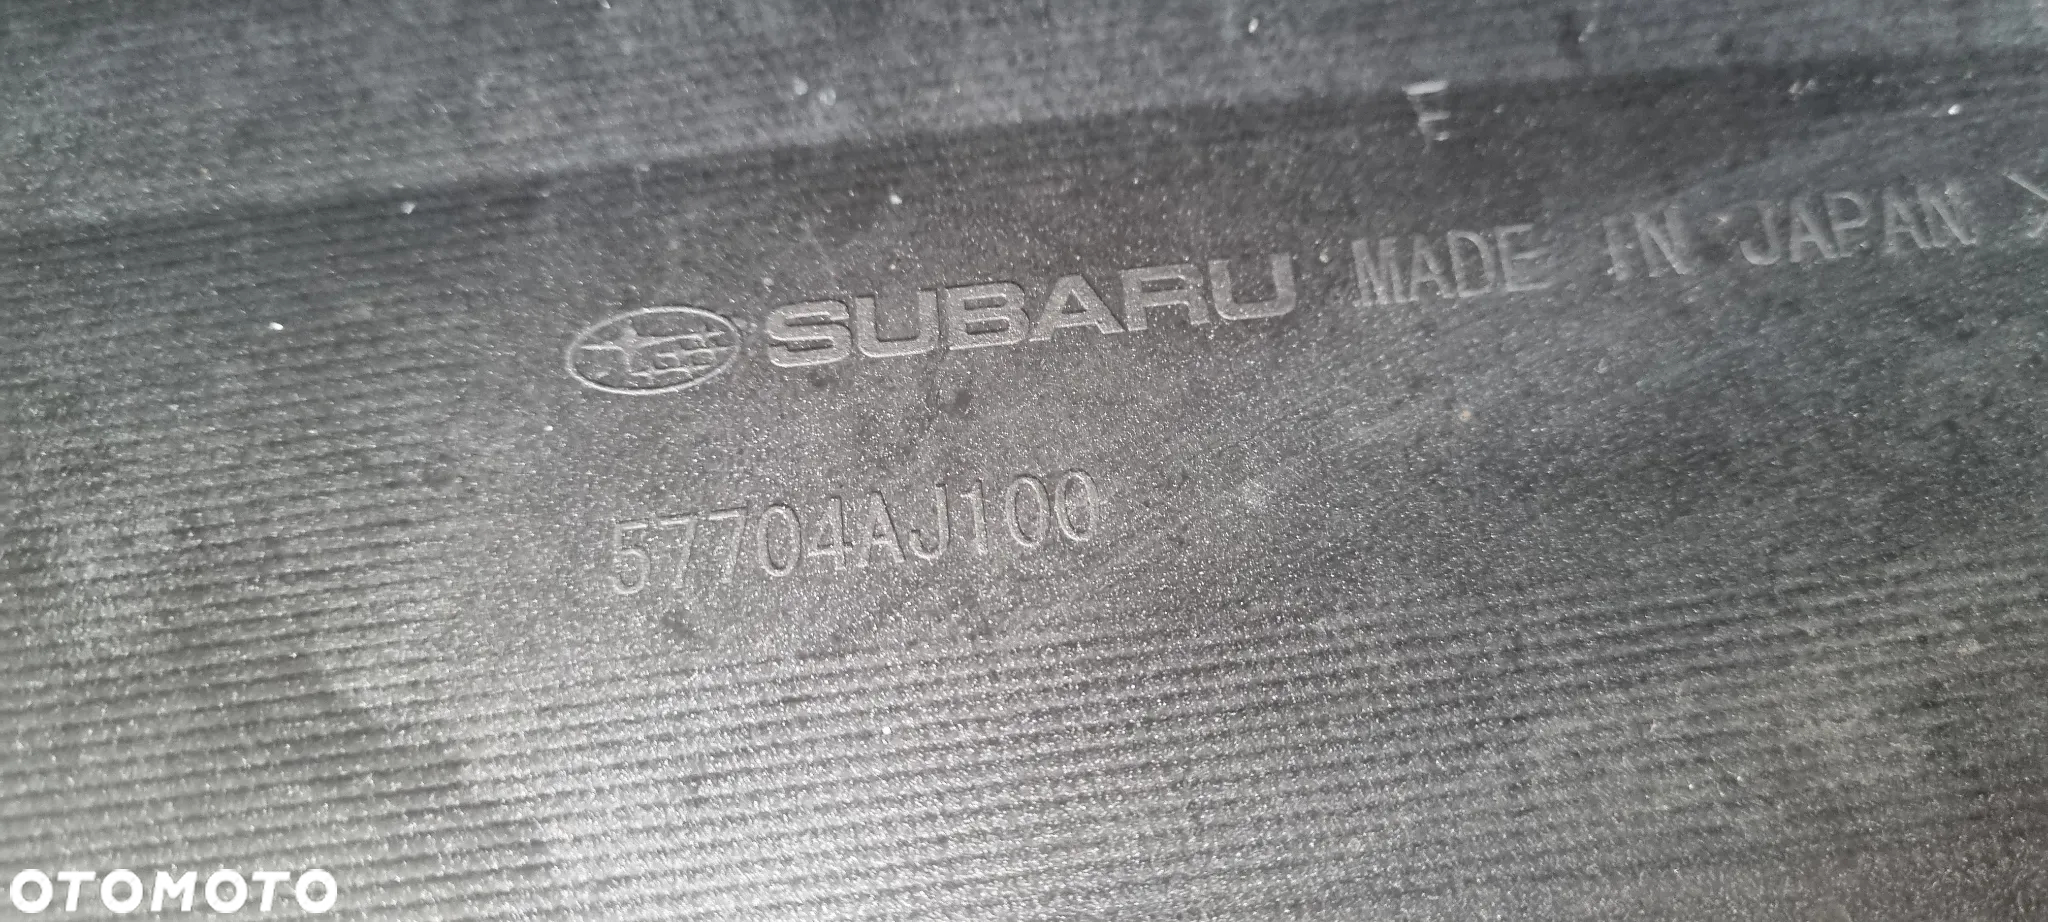 F
SUBARU MADE IN JAPAN >
57704AJ100
OTOMOTO